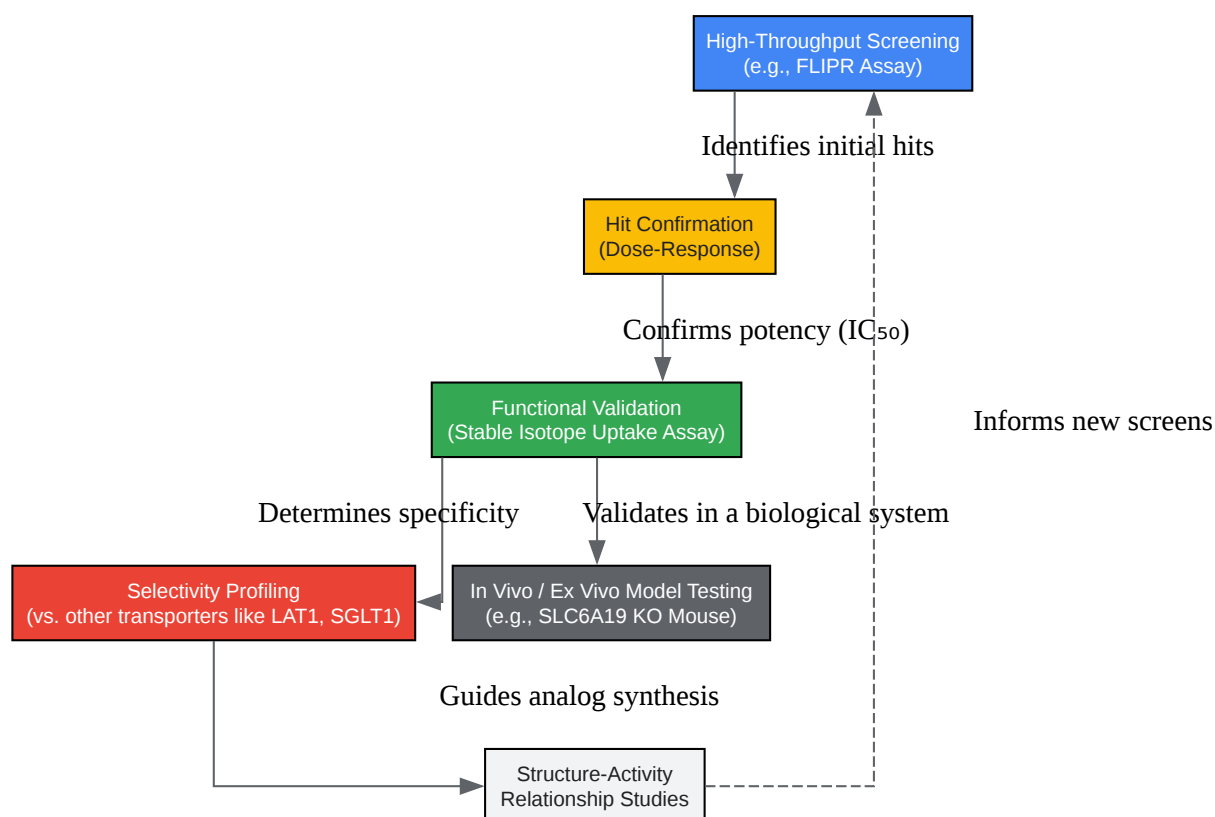 High-Throughput Screening
(e.g., FLIPR Assay)
Identifies initial hits
Hit Confirmation
(Dose-Response)
Confirms potency (IC₅₀)
Functional Validation
(Stable Isotope Uptake Assay)
Informs new screens
Determines specificity
Validates in a biological system
Selectivity Profiling
(vs. other transporters like LAT1, SGLT1)
In Vivo / Ex Vivo Model Testing
(e.g., SLC6A19 KO Mouse)
Guides analog synthesis
Structure-Activity
Relationship Studies